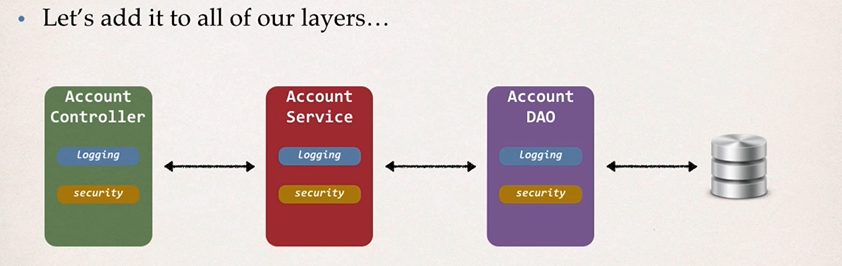 • Let's add it to all of our layers…
Account
Controller
logging
security
Account
Service
logging
security
Account
DAO
logging
security